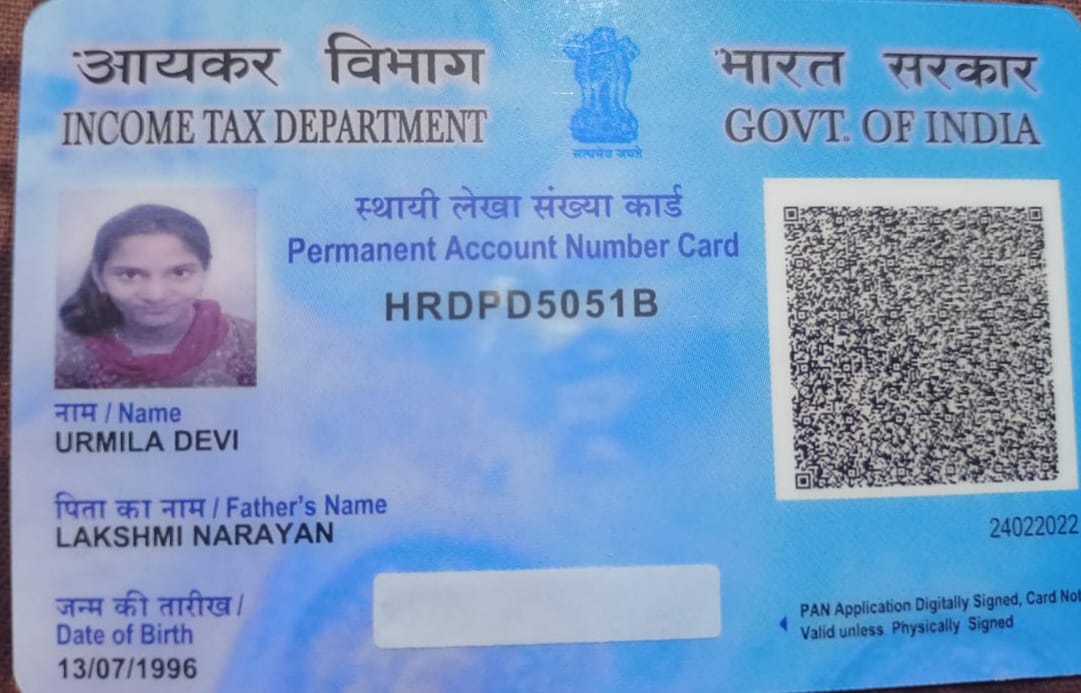 आयकर विभाग
INCOME TAX DEPARTMENT
सत्यमेव जयते
भारत सरकार
GOVT. OF INDIA
स्थायी लेखा संख्या कार्ड
Permanent Account Number Card
HRDPD5051B
नाम / Name
URMILA DEVI
पिता का नाम / Father's Name
LAKSHMI NARAYAN
जन्म की तारीख /
Date of Birth
13/07/1996
24022022
PAN Application Digitally Signed, Card Not
Valid unless Physically Signed